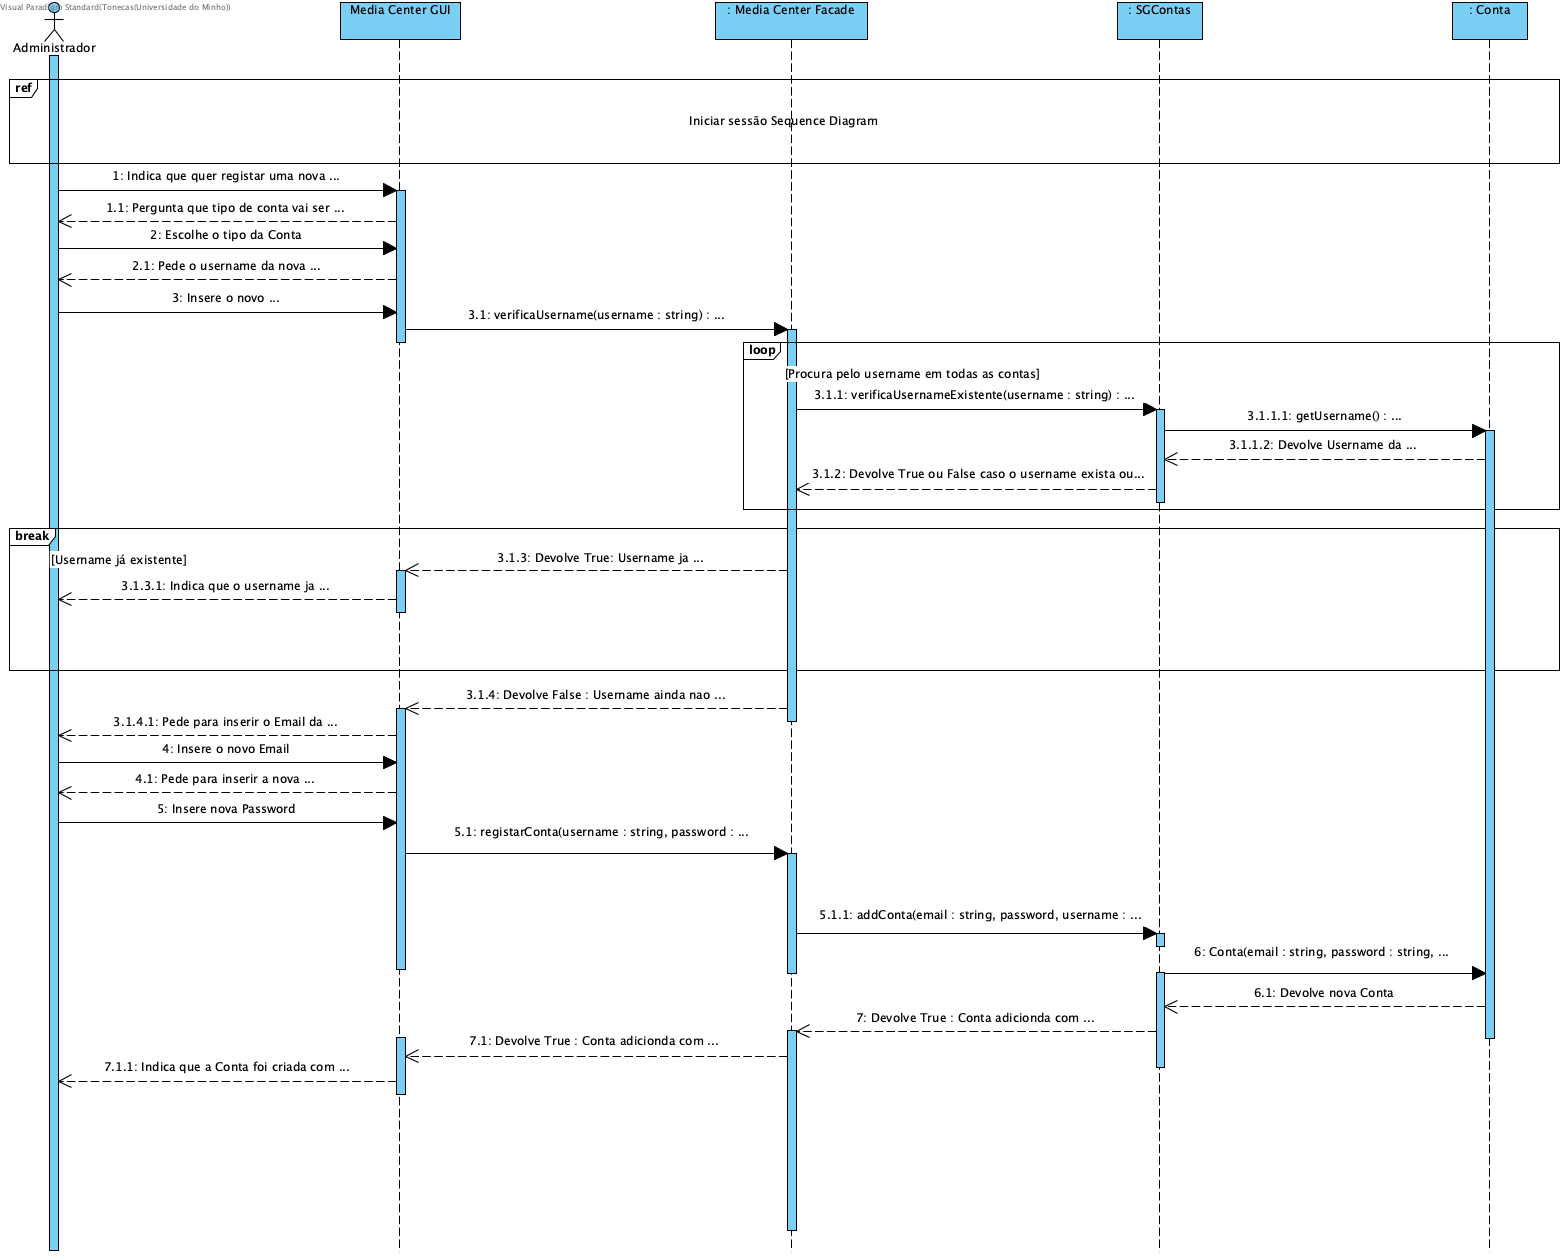 Visual Paradigm Standard(Tonecas(Universidade do Minho))
Media Center GUI
: Media Center Facade
: SGContas
: Conta
Administrador
ref
Iniciar sessão Sequence Diagram
1: Indica que quer registar uma nova ...
1.1: Pergunta que tipo de conta vai ser ...
2: Escolhe o tipo da Conta
2.1: Pede o username da nova ...
3: Insere o novo ...
3.1: verificaUsername(username : string) : ...
loop
[Procura pelo username em todas as contas]
3.1.1: verificaUsernameExistente(username : string) : ...
3.1.1.1: getUsername() : ...
3.1.1.2: Devolve Username da ...
3.1.2: Devolve True ou False caso o username exista ou...
break
[Username já existente]
3.1.3: Devolve True: Username ja ...
3.1.3.1: Indica que o username ja ...
3.1.4: Devolve False : Username ainda nao ...
3.1.4.1: Pede para inserir o Email da ...
4: Insere o novo Email
4.1: Pede para inserir a nova ...
5: Insere nova Password
5.1: registarConta(username : string, password : ...
5.1.1: addConta(email : string, password, username : ...
6: Conta(email : string, password : string, ...
6.1: Devolve nova Conta
7: Devolve True : Conta adicionda com ...
7.1: Devolve True : Conta adicionda com ...
7.1.1: Indica que a Conta foi criada com ...